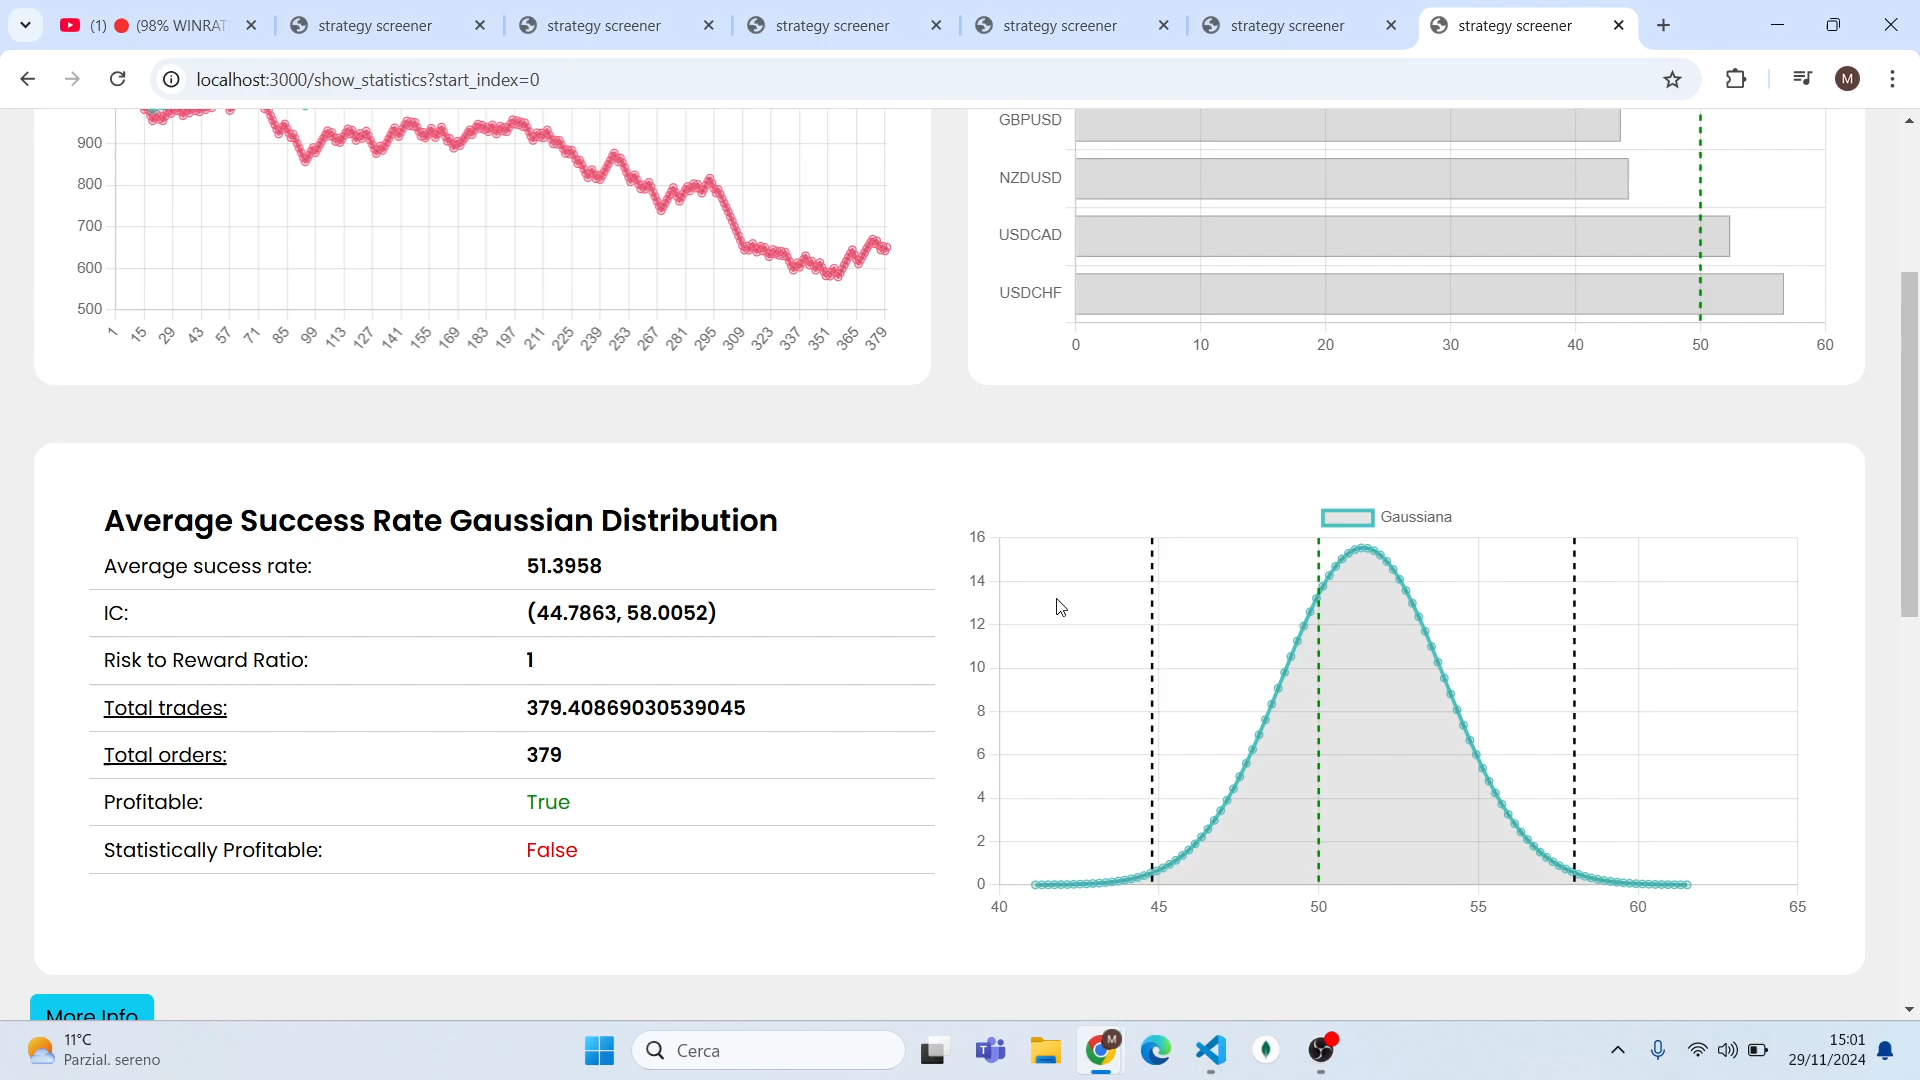 (1) 🔴 (98% WINRAT
strategy screener
strategy screener
strategy screener
strategy screener
strategy screener
strategy screener
localhost:3000/show_statistics?start_index=0
M
900
800
700
600
500
1 15 29 43 57 71 85 99 113 127 141 155 169 183 197 211 225 239 253 267 281 295 309 323 337 351 365 379
GBPUSD
NZDUSD
USDCAD
USDCHF
0 10 20 30 40 50 60
Average Success Rate Gaussian Distribution
Average sucess rate: 51.3958
IC: (44.7863, 58.0052)
Risk to Reward Ratio: 1
Total trades: 379.40869030539045
Total orders: 379
Profitable: True
Statistically Profitable: False
Gaussiana
16
14
12
10
8
6
4
2
0
40 45 50 55 60 65
More Info
11°C
Parzial. sereno
Cerca
M
15:01
29/11/2024